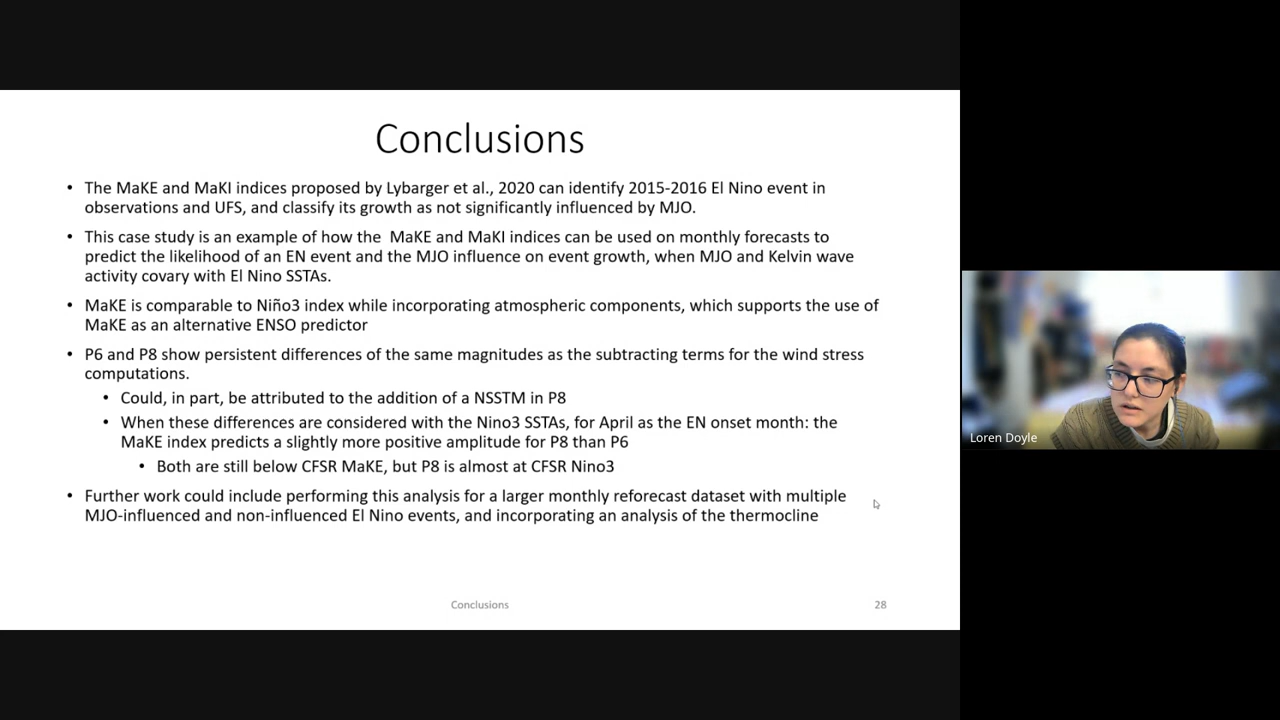 Conclusions
• The MaKE and MaKI indices proposed by Lybarger et al., 2020 can identify 2015-2016 El Nino event in
observations and UFS, and classify its growth as not significantly influenced by MJO.
• This case study is an example of how the  MaKE and MaKI indices can be used on monthly forecasts to
predict the likelihood of an EN event and the MJO influence on event growth, when MJO and Kelvin wave
activity covary with El Nino SSTAs.
• MaKE is comparable to Niño3 index while incorporating atmospheric components, which supports the use of
MaKE as an alternative ENSO predictor
• P6 and P8 show persistent differences of the same magnitudes as the subtracting terms for the wind stress
computations.
• Could, in part, be attributed to the addition of a NSSTM in P8
• When these differences are considered with the Nino3 SSTAs, for April as the EN onset month: the
MaKE index predicts a slightly more positive amplitude for P8 than P6
• Both are still below CFSR MaKE, but P8 is almost at CFSR Nino3
• Further work could include performing this analysis for a larger monthly reforecast dataset with multiple
MJO-influenced and non-influenced El Nino events, and incorporating an analysis of the thermocline
Conclusions
28
Loren Doyle